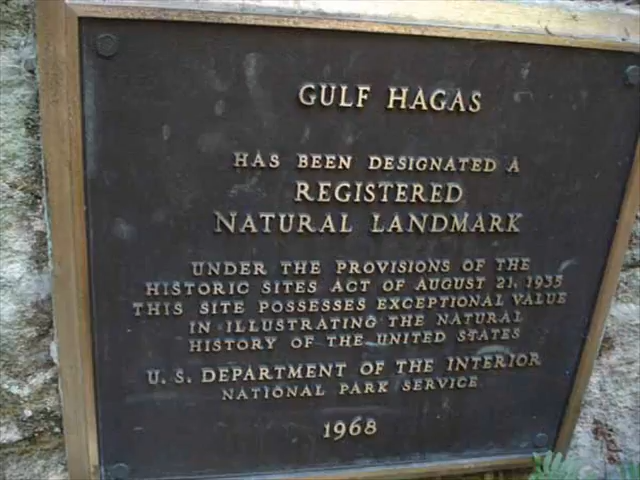 GULF HAGAS
HAS BEEN DESIGNATED A
REGISTERED
NATURAL LANDMARK
UNDER THE PROVISIONS OF THE
HISTORIC SITES ACT OF AUGUST 21, 1935
THIS SITE POSSESSES EXCEPTIONAL VALUE
IN ILLUSTRATING THE NATURAL
HISTORY OF THE UNITED STATES
U. S. DEPARTMENT OF THE INTERIOR
NATIONAL PARK SERVICE
1968